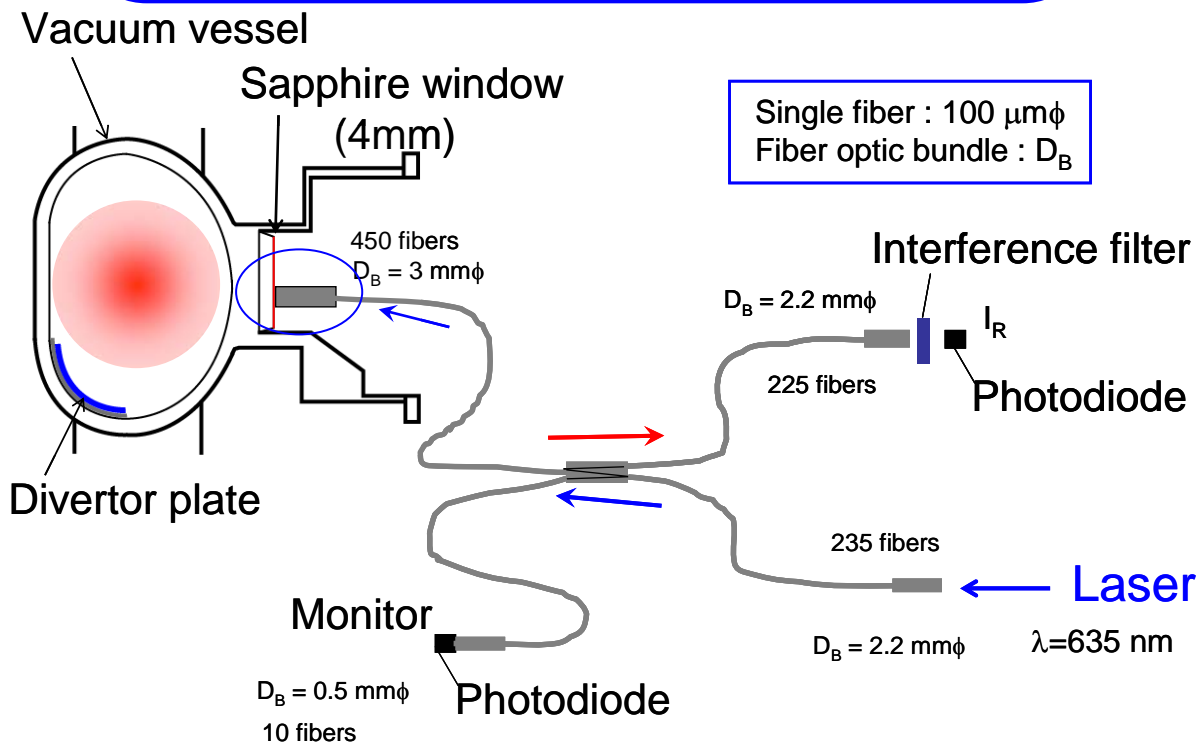 Vacuum vessel
Sapphire window
(4mm)
Single fiber : 100 μmϕ
Fiber optic bundle : D_B
450 fibers
D_B = 3 mmϕ
Interference filter
D_B = 2.2 mmϕ
I_R
225 fibers
Photodiode
Divertor plate
235 fibers
Laser
Monitor
D_B = 2.2 mmϕ
λ=635 nm
D_B = 0.5 mmϕ
Photodiode
10 fibers